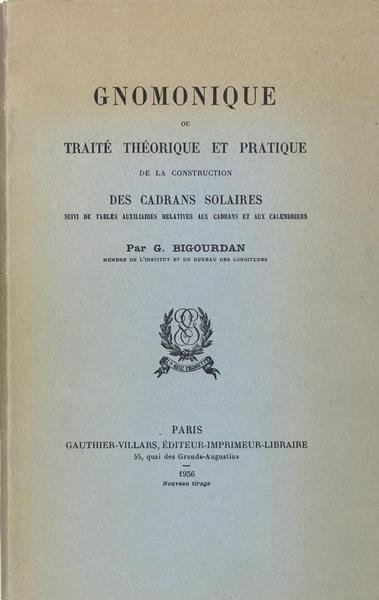 GNOMONIQUE
OU
TRAITÉ THÉORIQUE ET PRATIQUE
DE LA CONSTRUCTION
DES CADRANS SOLAIRES
SUIVI DE TABLES AUXILIAIRES RELATIVES AUX CADRANS ET AUX CALENDRIERS
Par G. BIGOURDAN
MEMBRE DE L'INSTITUT ET DU BUREAU DES LONGITUDES
PARIS
GAUTHIER-VILLARS, ÉDITEUR-IMPRIMEUR-LIBRAIRE
55, quai des Grands-Augustins
1956
Nouveau tirage